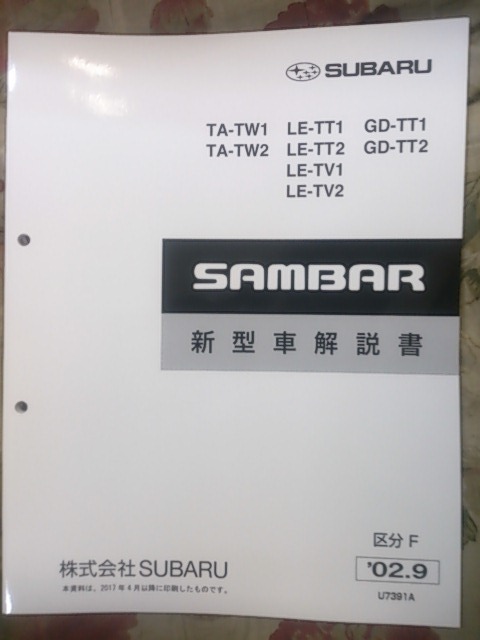 SUBARU
TA-TW1 LE-TT1 GD-TT1
TA-TW2 LE-TT2 GD-TT2
LE-TV1
LE-TV2
SAMBAR
新型車解説書
区分 F
'02.9
U7391A
株式会社SUBARU
本資料は、2017年4月以降に印刷したものです。